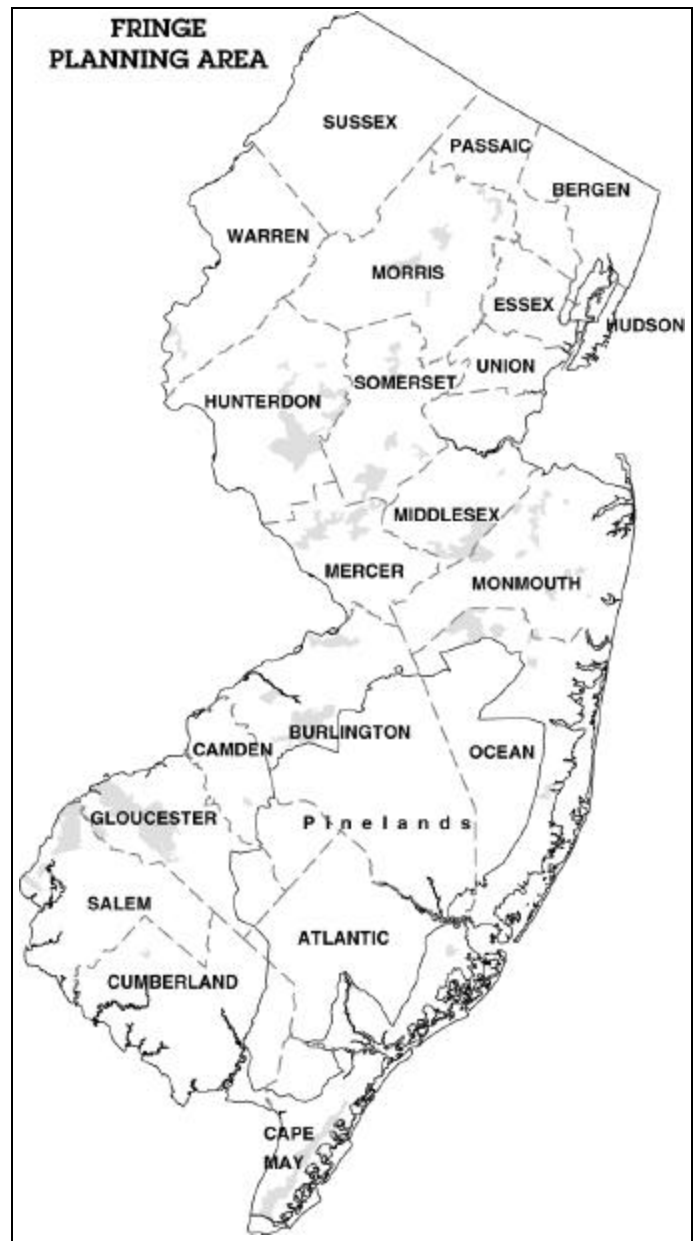 FRINGE
PLANNING AREA
SUSSEX
PASSAIC
BERGEN
WARREN
MORRIS
ESSEX
HUDSON
UNION
SOMERSET
HUNTERDON
MIDDLESEX
MERCER
MONMOUTH
BURLINGTON
CAMDEN
OCEAN
GLOUCESTER
Pinelands
SALEM
ATLANTIC
CUMBERLAND
CAPE
MAY